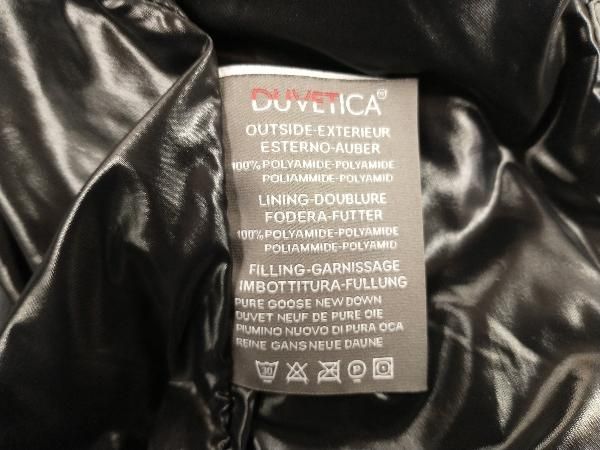 DUVETICA®
OUTSIDE-EXTERIEUR
ESTERNO-AUBER
100% POLYAMIDE-POLYAMIDE
POLIAMMIDE-POLYAMID
LINING-DOUBLURE
FODERA-FUTTER
100% POLYAMIDE-POLYAMIDE
POLIAMMIDE-POLYAMID
FILLING-GARNISSAGE
IMBOTTITURA-FULLUNG
PURE GOOSE NEW DOWN
DUVET NEUF DE PURE OIE
PIUMINO NUOVO DI PURA OCA
REINE GANS NEUE DAUNE
30 P